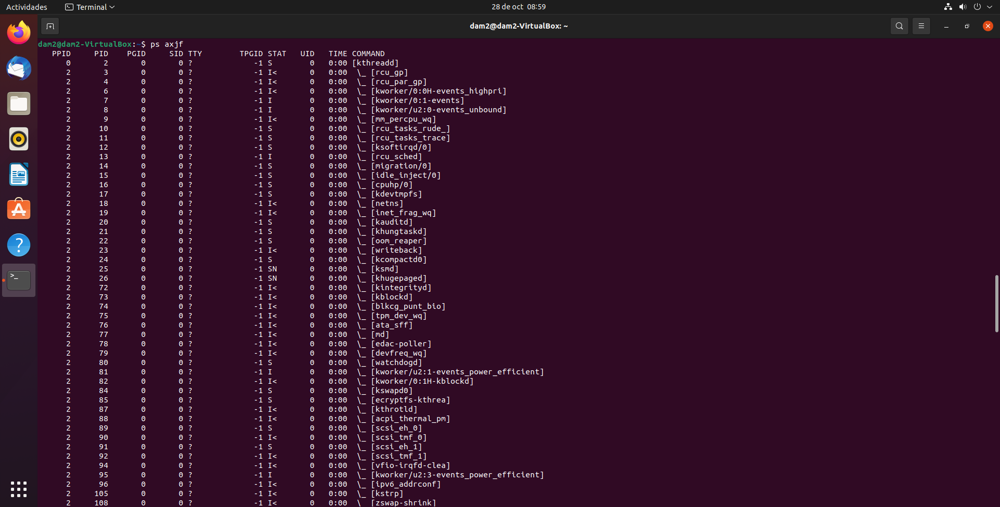 Actividades Terminal 28 de oct 08:59
dam2@dam2-VirtualBox: ~
dam2@dam2-VirtualBox:~$ ps axjf
PPID PID PGID SID TTY TPGID STAT UID TIME COMMAND
0 2 0 0 ? -1 S 0 0:00 [kthreadd]
2 3 0 0 ? -1 I< 0 0:00 \_ [rcu_gp]
2 4 0 0 ? -1 I< 0 0:00 \_ [rcu_par_gp]
2 6 0 0 ? -1 I< 0 0:00 \_ [kworker/0:0H-events_highpri]
2 7 0 0 ? -1 I 0 0:00 \_ [kworker/0:1-events]
2 8 0 0 ? -1 I 0 0:00 \_ [kworker/u2:0-events_unbound]
2 9 0 0 ? -1 I< 0 0:00 \_ [mm_percpu_wq]
2 10 0 0 ? -1 S 0 0:00 \_ [rcu_tasks_rude_]
2 11 0 0 ? -1 S 0 0:00 \_ [rcu_tasks_trace]
2 12 0 0 ? -1 S 0 0:00 \_ [ksoftirqd/0]
2 13 0 0 ? -1 I 0 0:00 \_ [rcu_sched]
2 14 0 0 ? -1 S 0 0:00 \_ [migration/0]
2 15 0 0 ? -1 S 0 0:00 \_ [idle_inject/0]
2 16 0 0 ? -1 S 0 0:00 \_ [cpuhp/0]
2 17 0 0 ? -1 S 0 0:00 \_ [kdevtmpfs]
2 18 0 0 ? -1 I< 0 0:00 \_ [netns]
2 19 0 0 ? -1 I< 0 0:00 \_ [inet_frag_wq]
2 20 0 0 ? -1 S 0 0:00 \_ [kauditd]
2 21 0 0 ? -1 S 0 0:00 \_ [khungtaskd]
2 22 0 0 ? -1 S 0 0:00 \_ [oom_reaper]
2 23 0 0 ? -1 I< 0 0:00 \_ [writeback]
2 24 0 0 ? -1 S 0 0:00 \_ [kcompactd0]
2 25 0 0 ? -1 SN 0 0:00 \_ [ksmd]
2 26 0 0 ? -1 SN 0 0:00 \_ [khugepaged]
2 72 0 0 ? -1 I< 0 0:00 \_ [kintegrityd]
2 73 0 0 ? -1 I< 0 0:00 \_ [kblockd]
2 74 0 0 ? -1 I< 0 0:00 \_ [blkcg_punt_bio]
2 75 0 0 ? -1 I< 0 0:00 \_ [tpm_dev_wq]
2 76 0 0 ? -1 I< 0 0:00 \_ [ata_sff]
2 77 0 0 ? -1 I< 0 0:00 \_ [md]
2 78 0 0 ? -1 I< 0 0:00 \_ [edac-poller]
2 79 0 0 ? -1 I< 0 0:00 \_ [devfreq_wq]
2 80 0 0 ? -1 S 0 0:00 \_ [watchdogd]
2 81 0 0 ? -1 I 0 0:00 \_ [kworker/u2:1-events_power_efficient]
2 82 0 0 ? -1 I< 0 0:00 \_ [kworker/0:1H-kblockd]
2 84 0 0 ? -1 S 0 0:00 \_ [kswapd0]
2 85 0 0 ? -1 S 0 0:00 \_ [ecryptfs-kthrea]
2 87 0 0 ? -1 I< 0 0:00 \_ [kthrotld]
2 88 0 0 ? -1 I< 0 0:00 \_ [acpi_thermal_pm]
2 89 0 0 ? -1 S 0 0:00 \_ [scsi_eh_0]
2 90 0 0 ? -1 I< 0 0:00 \_ [scsi_tmf_0]
2 91 0 0 ? -1 S 0 0:00 \_ [scsi_eh_1]
2 92 0 0 ? -1 I< 0 0:00 \_ [scsi_tmf_1]
2 94 0 0 ? -1 I< 0 0:00 \_ [vfio-irqfd-clea]
2 95 0 0 ? -1 I 0 0:00 \_ [kworker/u2:3-events_power_efficient]
2 96 0 0 ? -1 I< 0 0:00 \_ [ipv6_addrconf]
2 105 0 0 ? -1 I< 0 0:00 \_ [kstrp]
2 108 0 0 ? -1 I< 0 0:00 \_ [zswap-shrink]